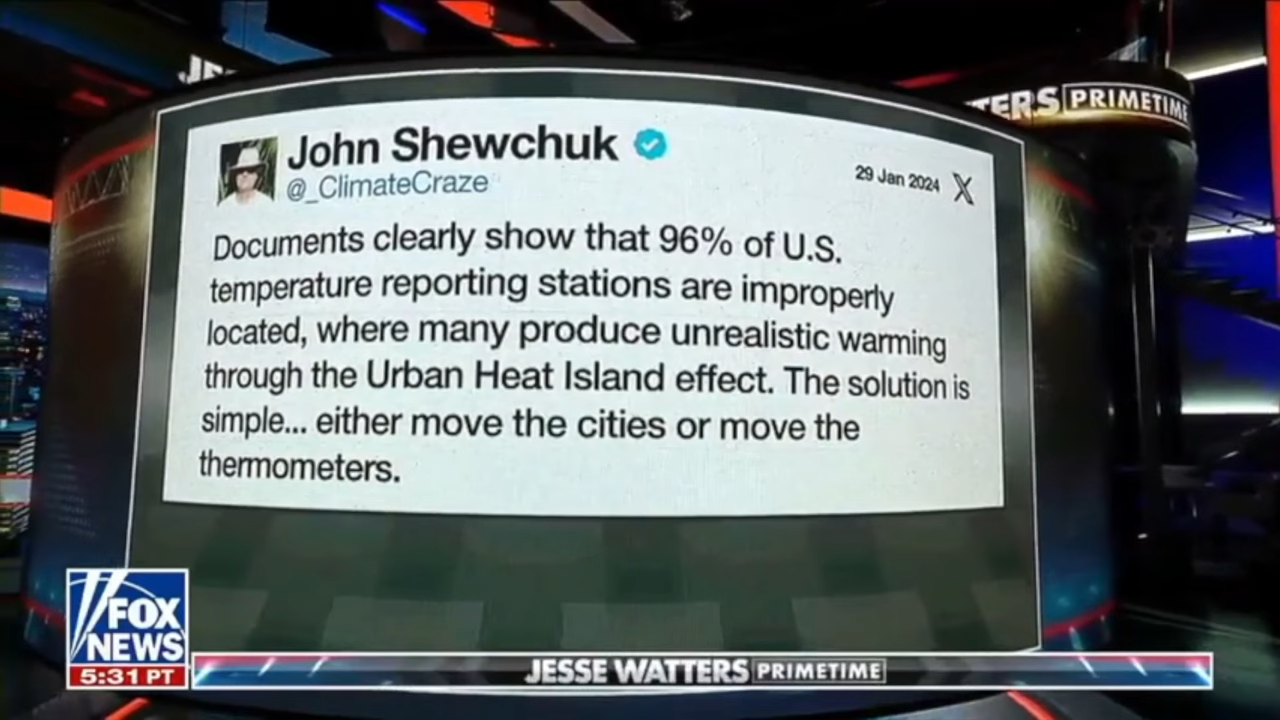 JE
TERS PRIMETIME
John Shewchuk
@_ClimateCraze
29 Jan 2024 X
Documents clearly show that 96% of U.S.
temperature reporting stations are improperly
located, where many produce unrealistic warming
through the Urban Heat Island effect. The solution is
simple... either move the cities or move the
thermometers.
FOX
NEWS
5:31 PT
JESSE WATTERS PRIMETIME